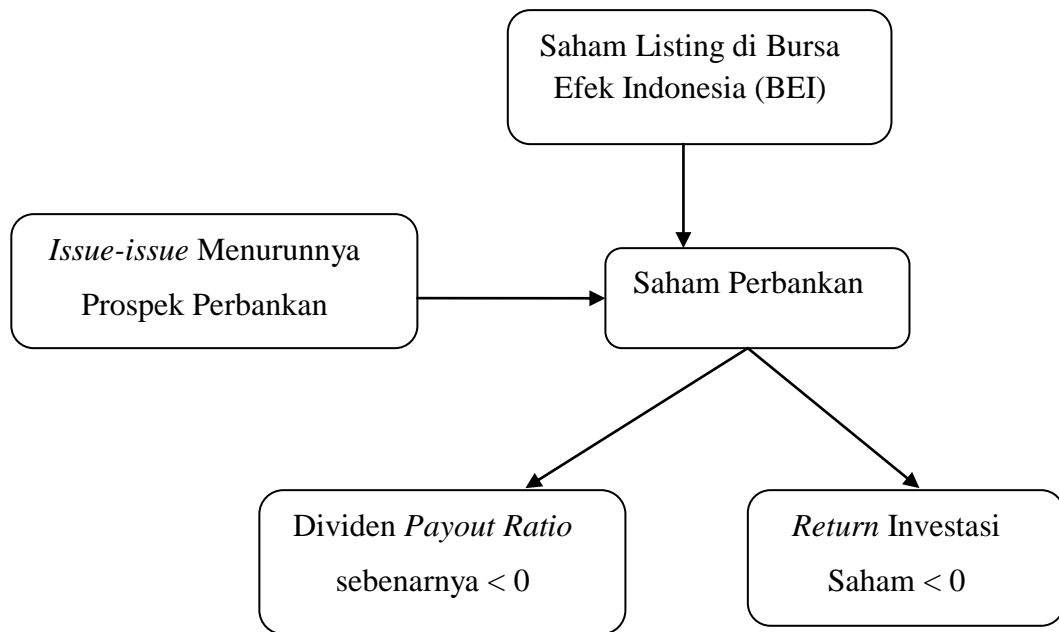 Saham Listing di Bursa
Efek Indonesia (BEI)
Issue-issue Menurunnya
Prospek Perbankan
Saham Perbankan
Dividen Payout Ratio
sebenarnya < 0
Return Investasi
Saham < 0